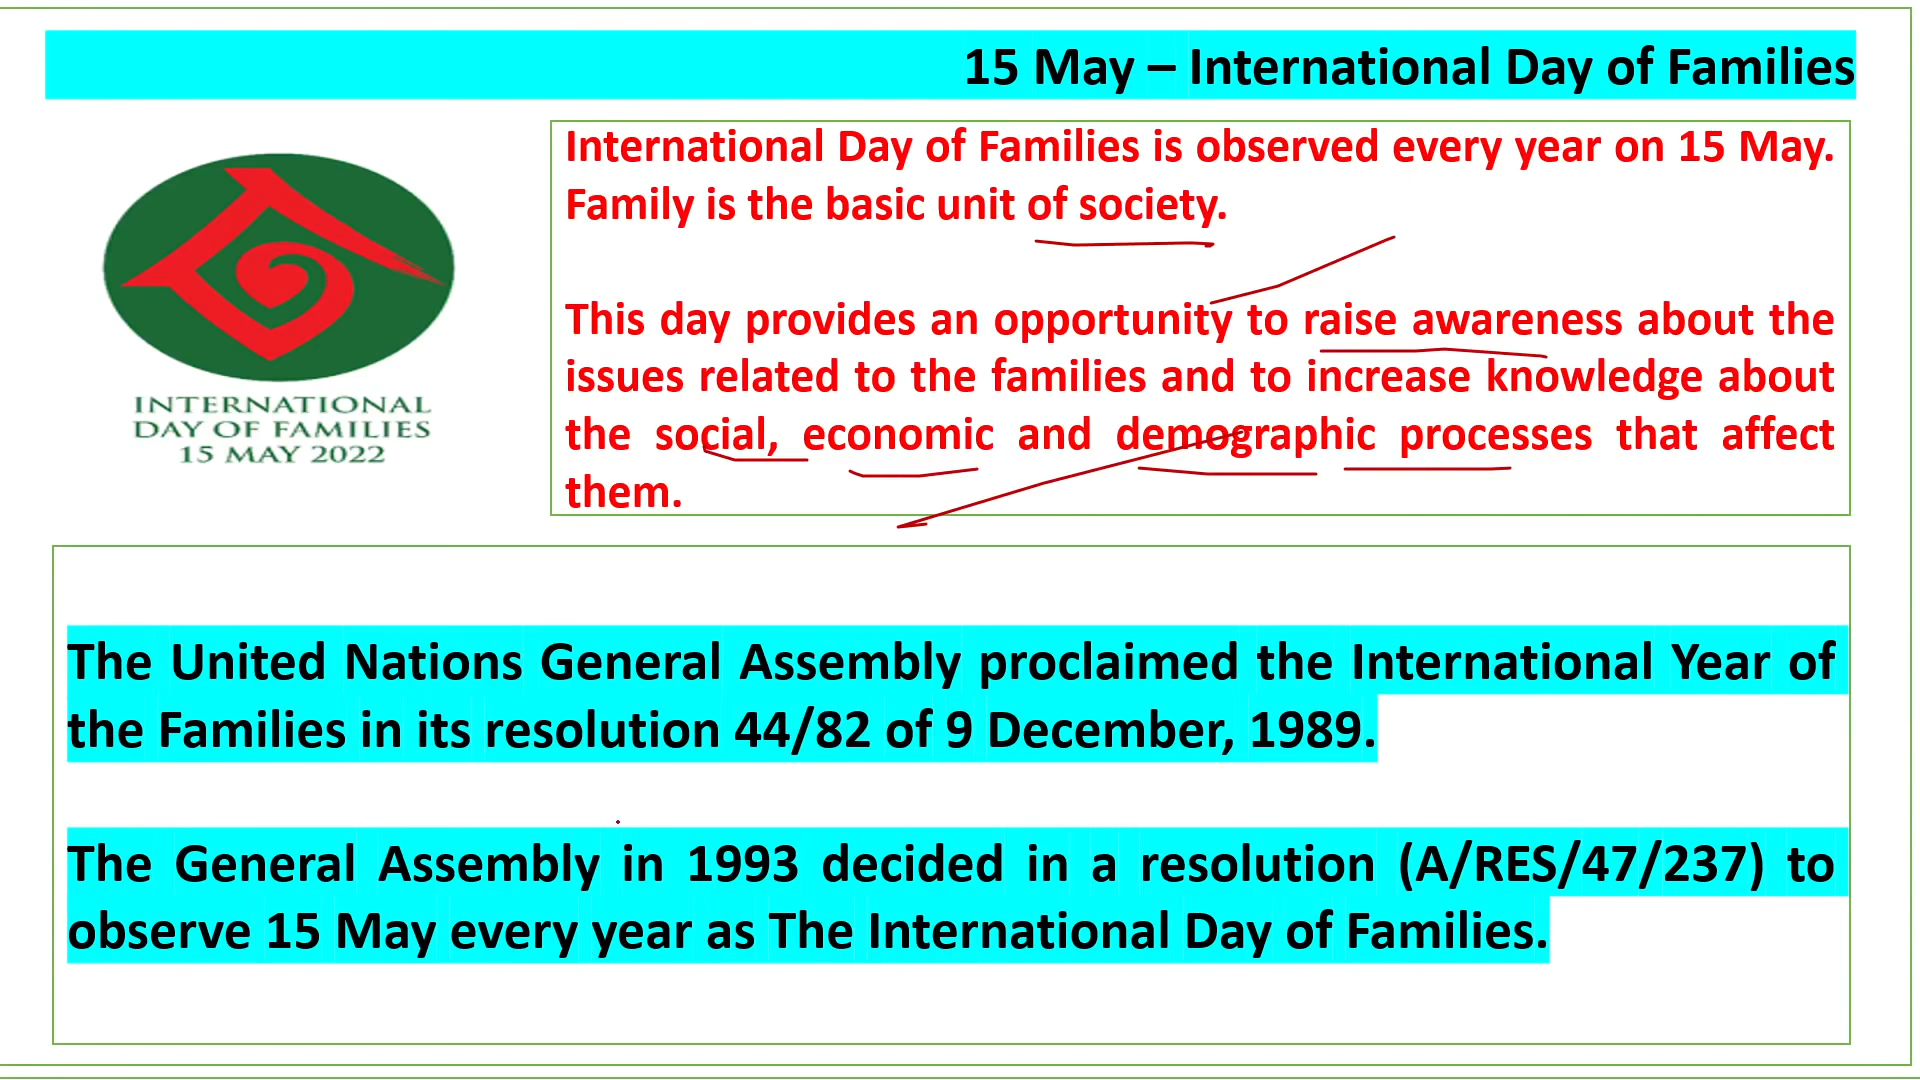 15 May – International Day of Families
International Day of Families is observed every year on 15 May.
Family is the basic unit of society.
This day provides an opportunity to raise awareness about the
issues related to the families and to increase knowledge about
the social, economic and demographic processes that affect
them.
INTERNATIONAL
DAY OF FAMILIES
15 MAY 2022
The United Nations General Assembly proclaimed the International Year of
the Families in its resolution 44/82 of 9 December, 1989.
The General Assembly in 1993 decided in a resolution (A/RES/47/237) to
observe 15 May every year as The International Day of Families.